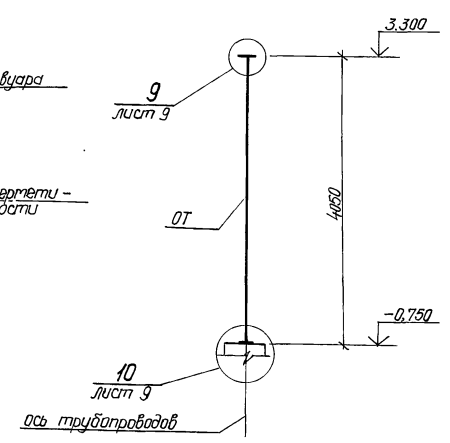 3,300
вуара
9
лист 9
ермети -
ости
ОТ
4050
-0,750
10
лист 9
ось трубопроводов